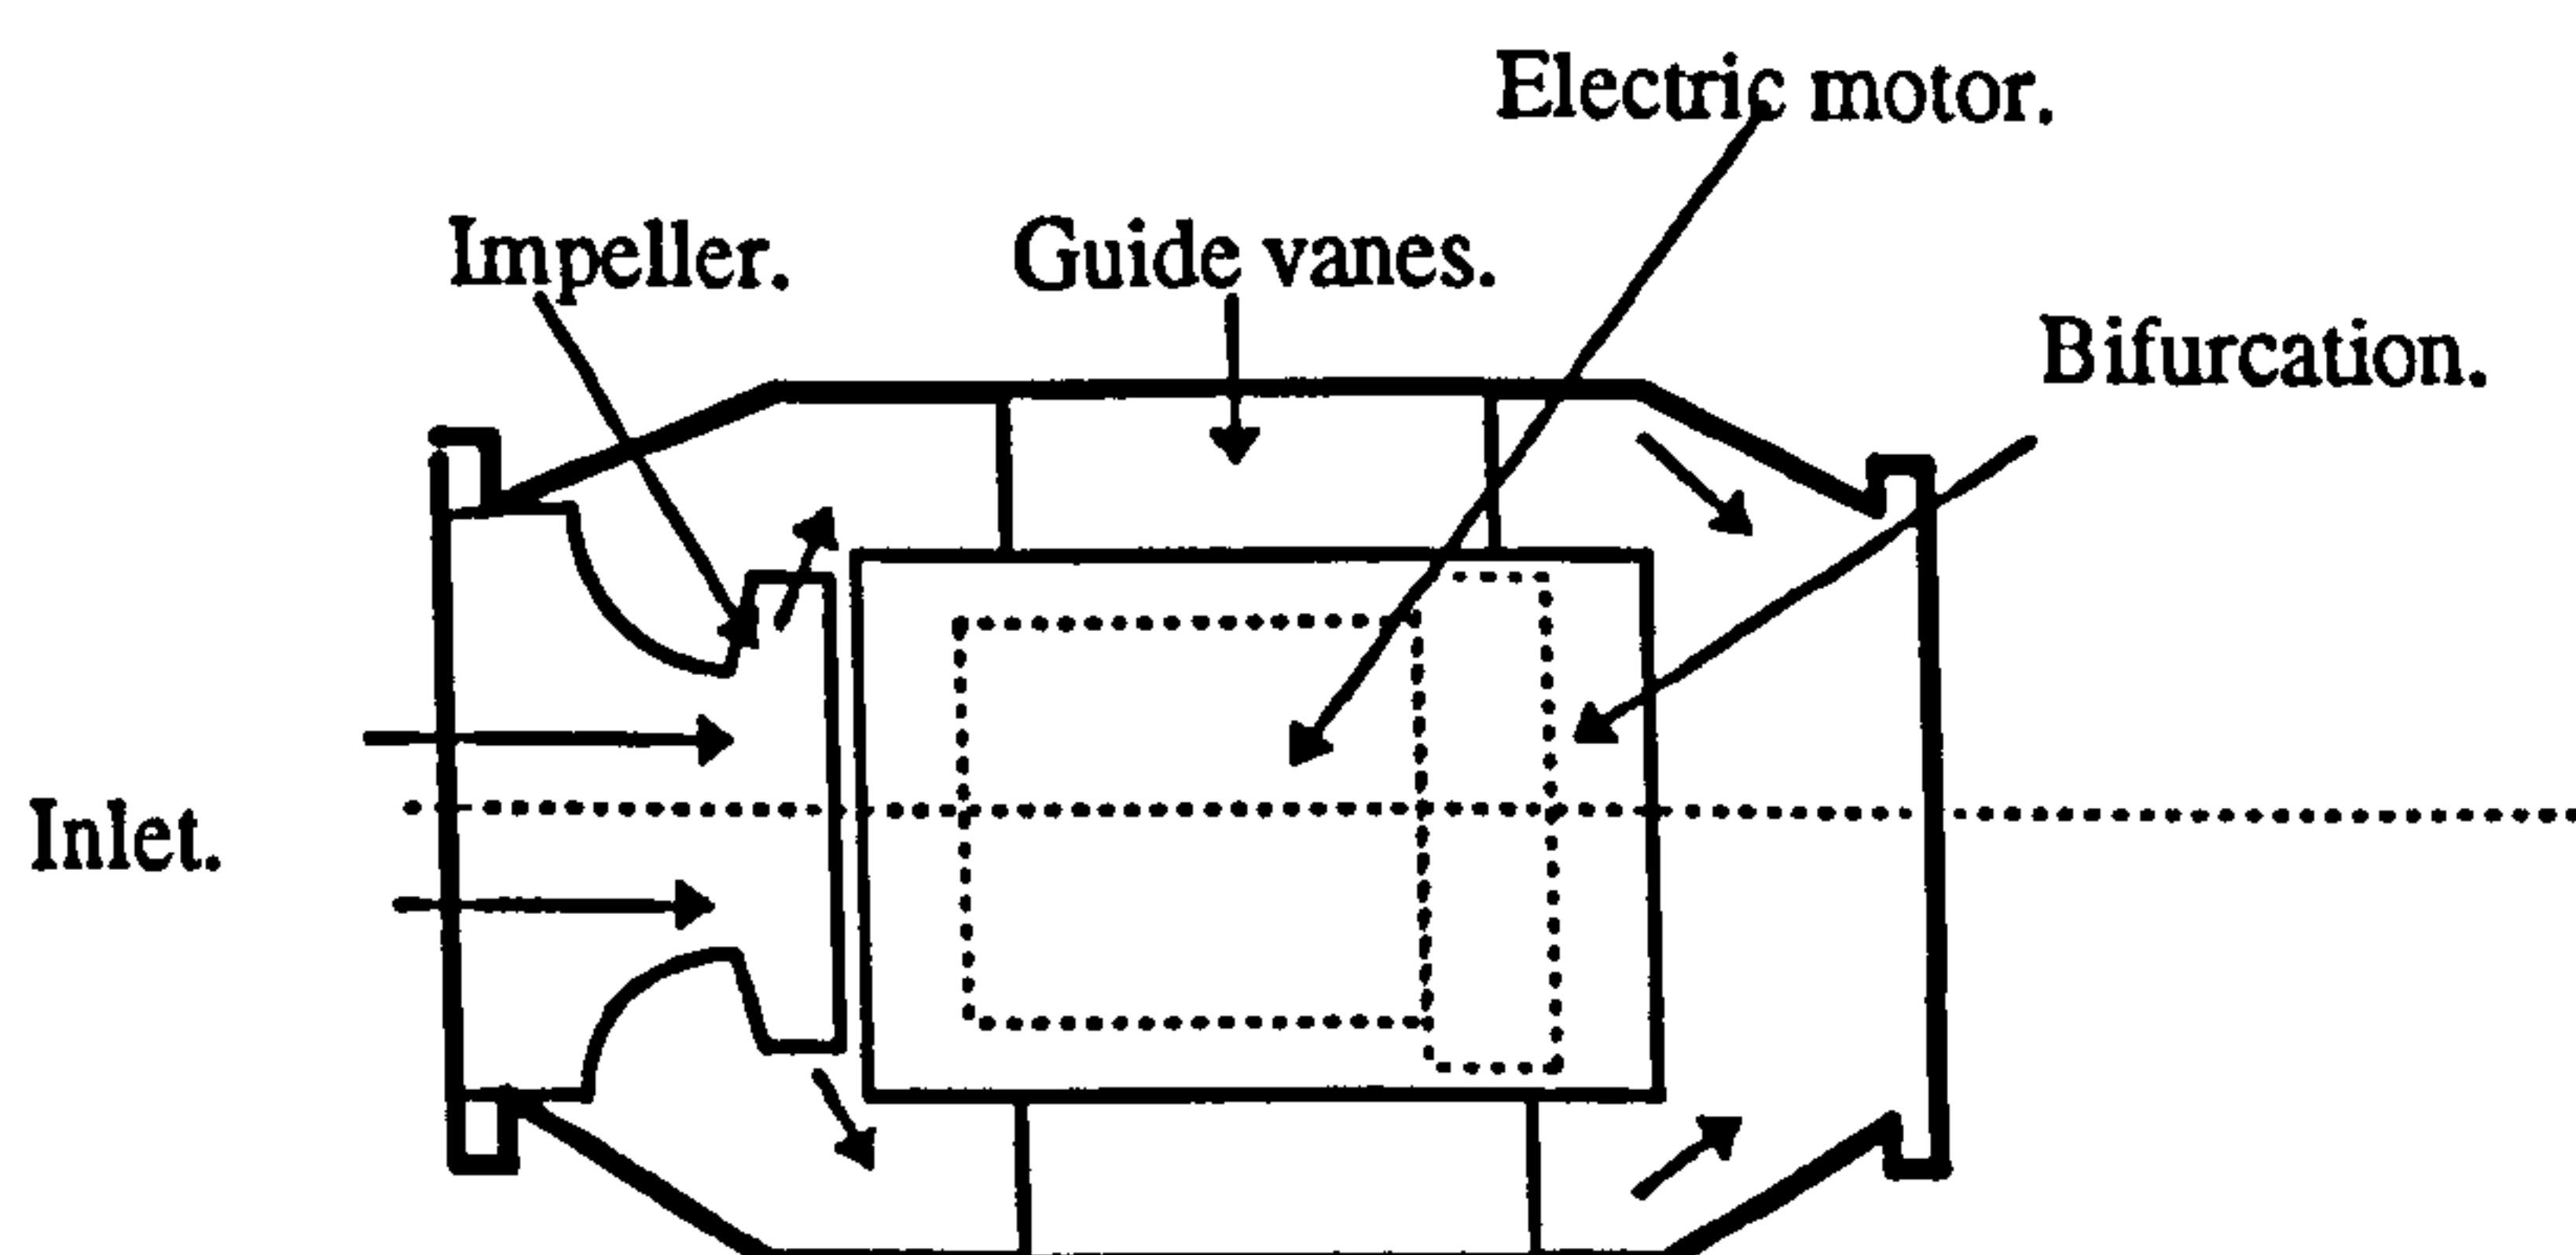 Electric motor.
Impeller.
Guide vanes.
Bifurcation.
Inlet.